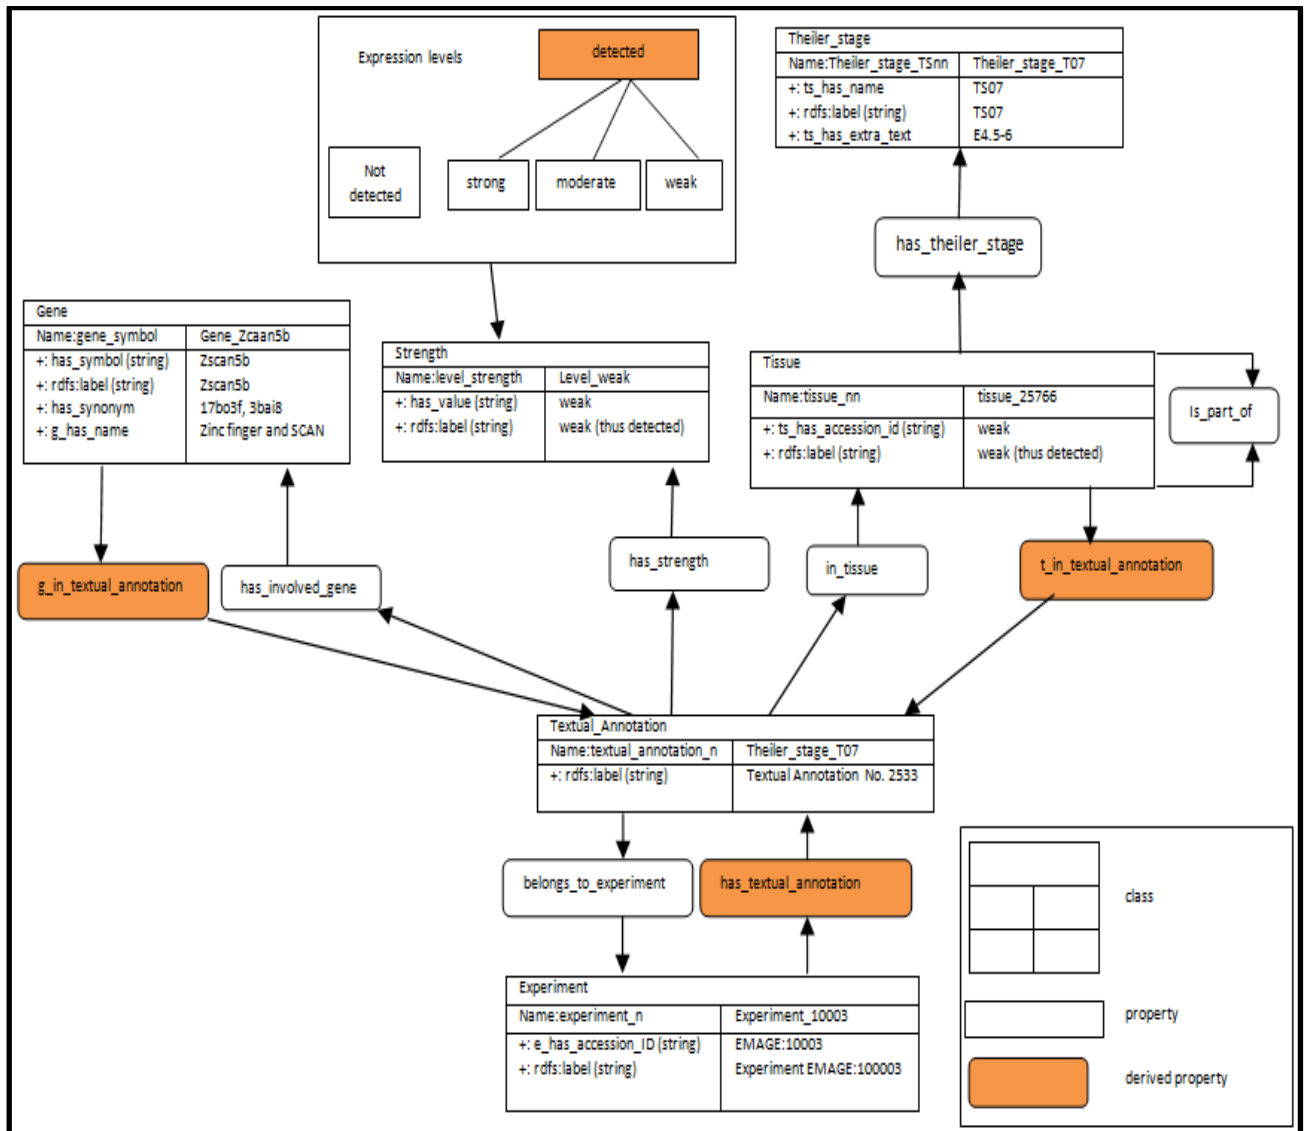 Expression levels
detected
Not
detected
strong
moderate
weak
Theiler_stage
Name:Theiler_stage_TSnn Theiler_stage_T07
+: ts_has_name TS07
+: rdfs:label (string) TS07
+: ts_has_extra_text E4.5-6
has_theiler_stage
Gene
Name:gene_symbol Gene_Zcaan5b
+: has_symbol (string) Zscan5b
+: rdfs:label (string) Zscan5b
+: has_synonym 17bo3f, 3bai8
+: g_has_name Zinc finger and SCAN
Strength
Name:level_strength Level_weak
+: has_value (string) weak
+: rdfs:label (string) weak (thus detected)
Tissue
Name:tissue_nn tissue_25766
+: ts_has_accession_id (string) weak
+: rdfs:label (string) weak (thus detected)
Is_part_of
g_in_textual_annotation
has_involved_gene
has_strength
in_tissue
t_in_textual_annotation
Textual_Annotation
Name:textual_annotation_n Theiler_stage_T07
+: rdfs:label (string) Textual Annotation No. 2533
belongs_to_experiment
has_textual_annotation
Experiment
Name:experiment_n Experiment_10003
+: e_has_accession_ID (string) EMAGE:10003
+: rdfs:label (string) Experiment EMAGE:100003
class
property
derived property